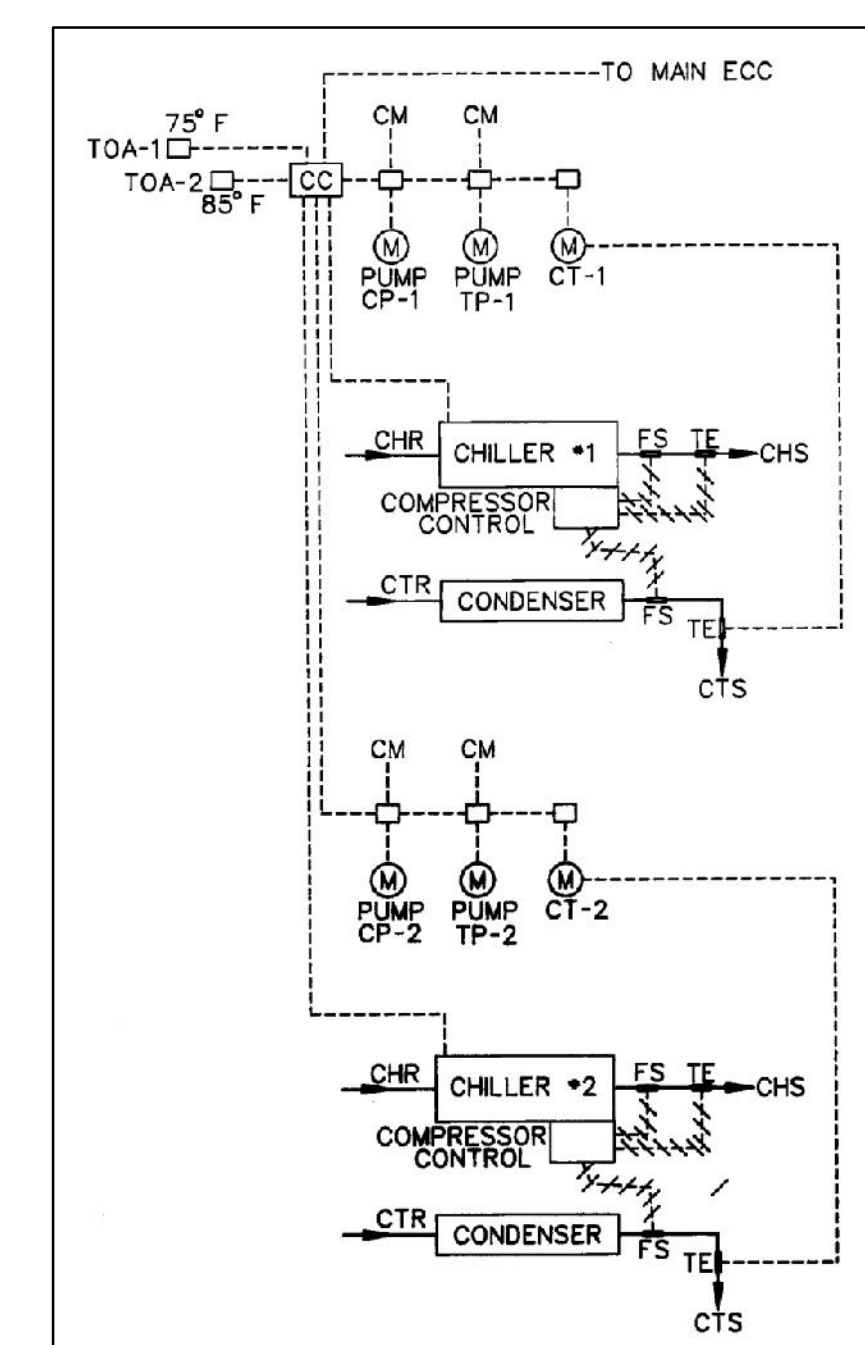 TO MAIN ECC
75° F
CM CM
TOA-1
TOA-2
CC
85° F
M M M
PUMP CP-1
PUMP TP-1
CT-1
CHR
CHILLER #1
FS TE
CHS
COMPRESSOR CONTROL
CTR
CONDENSER
FS
TE
CTS
CM CM
M M M
PUMP CP-2
PUMP TP-2
CT-2
CHR
CHILLER #2
FS TE
CHS
COMPRESSOR CONTROL
CTR
CONDENSER
FS
TE
CTS